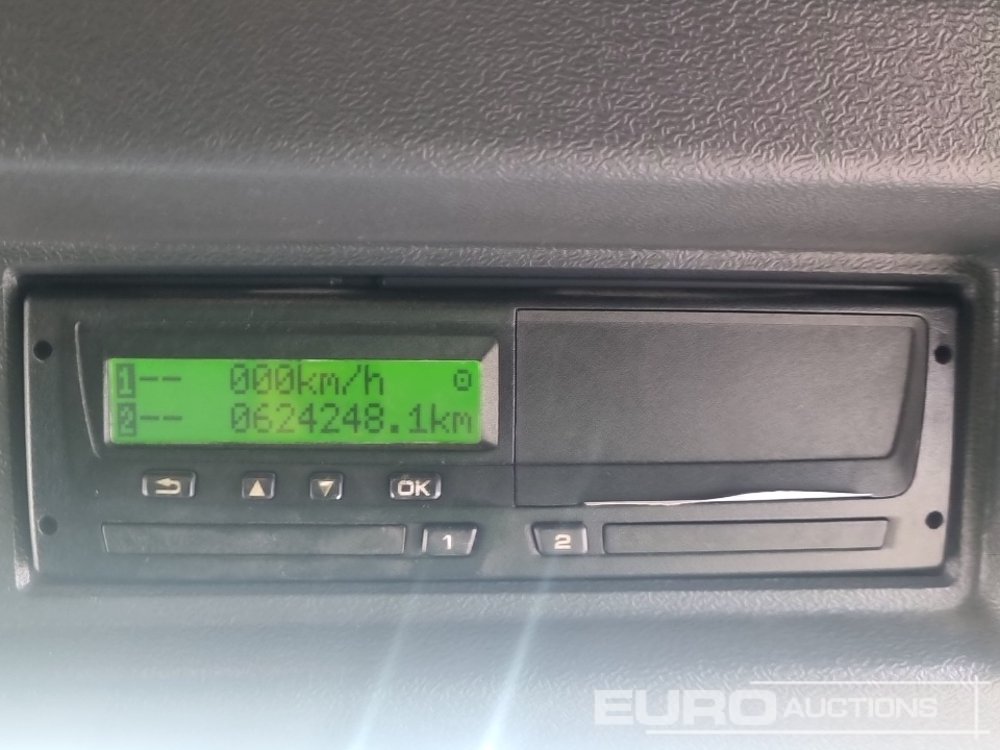 1-- 000km/h
2-- 0624248.1km
OK
1 2
EURO AUCTIONS